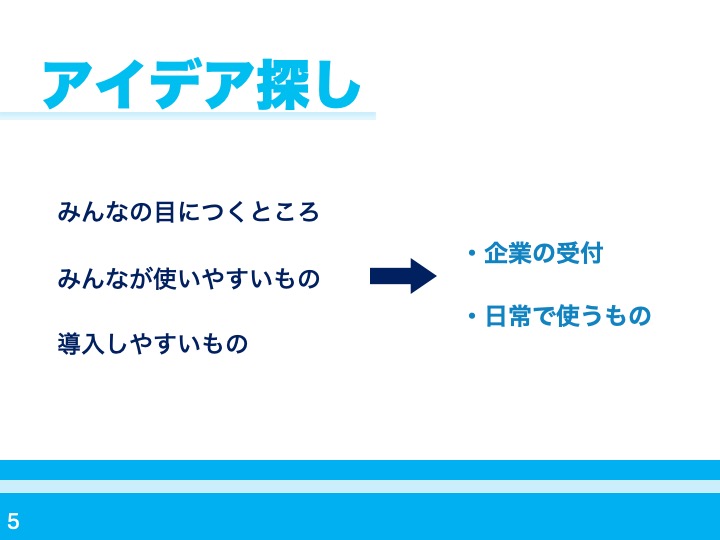 アイデア探し
みんなの目につくところ
みんなが使いやすいもの
導入しやすいもの
・企業の受付
・日常で使うもの
5